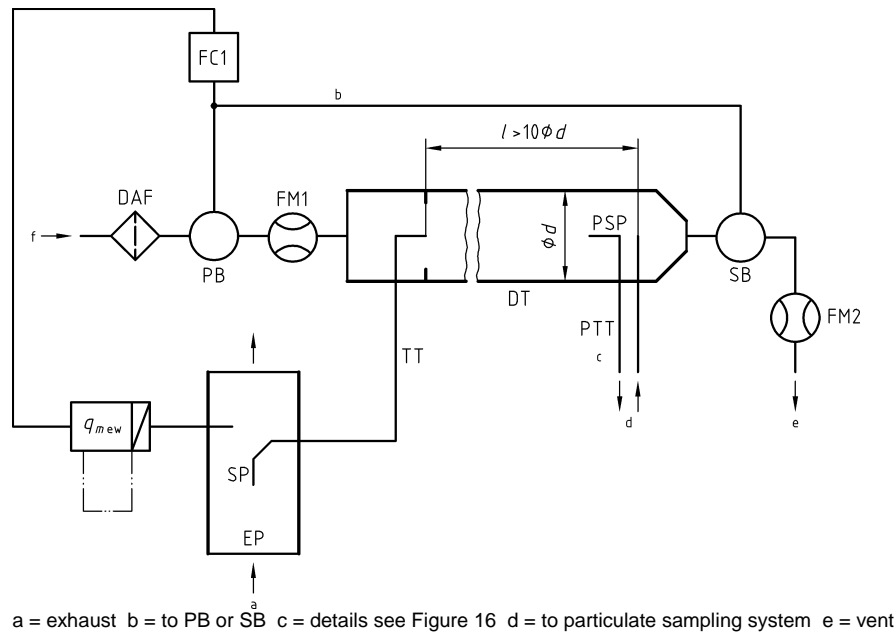 FC1
b
l >10 ϕ d
DAF
FM1
f
PB
ϕ d
PSP
SB
DT
FM2
PTT
TT
c
d
e
qmew
SP
EP
a
a = exhaust b = to PB or SB c = details see Figure 16 d = to particulate sampling system e = vent